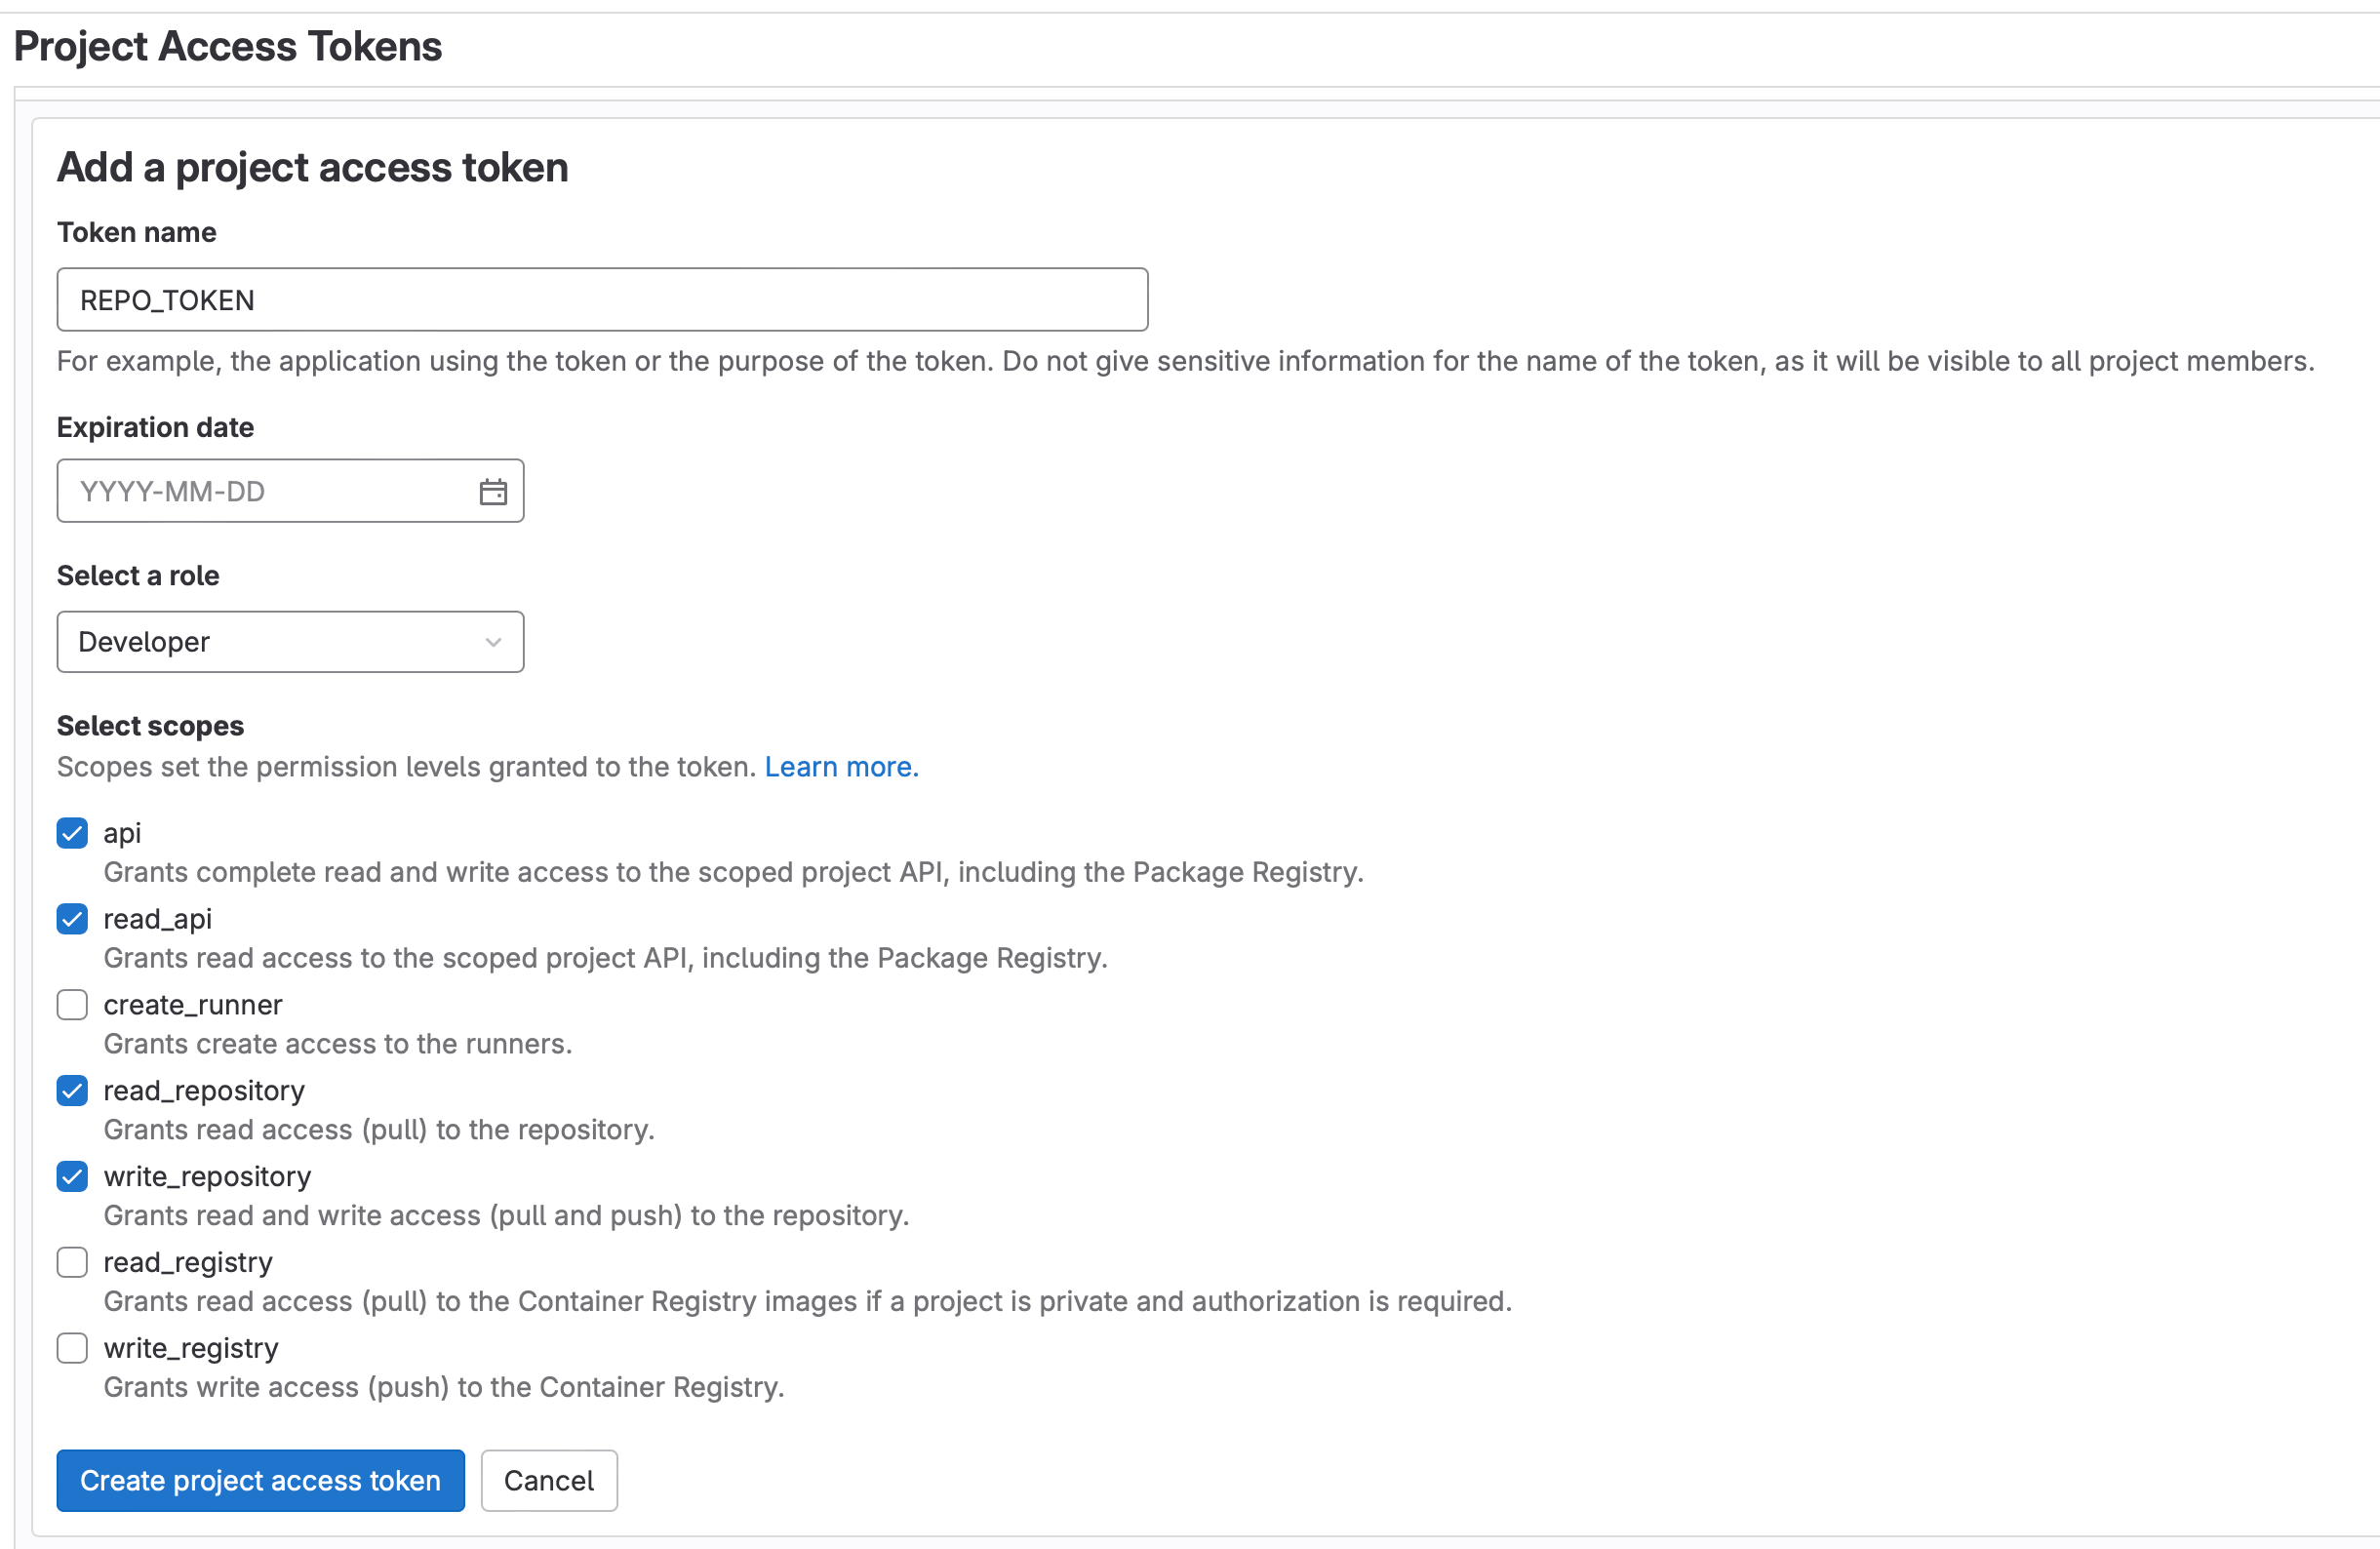 Project Access Tokens
Add a project access token
Token name
REPO_TOKEN
For example, the application using the token or the purpose of the token. Do not give sensitive information for the name of the token, as it will be visible to all project members.
Expiration date
YYYY-MM-DD
Select a role
Developer
Select scopes
Scopes set the permission levels granted to the token. Learn more.
api
Grants complete read and write access to the scoped project API, including the Package Registry.
read_api
Grants read access to the scoped project API, including the Package Registry.
create_runner
Grants create access to the runners.
read_repository
Grants read access (pull) to the repository.
write_repository
Grants read and write access (pull and push) to the repository.
read_registry
Grants read access (pull) to the Container Registry images if a project is private and authorization is required.
write_registry
Grants write access (push) to the Container Registry.
Create project access token Cancel